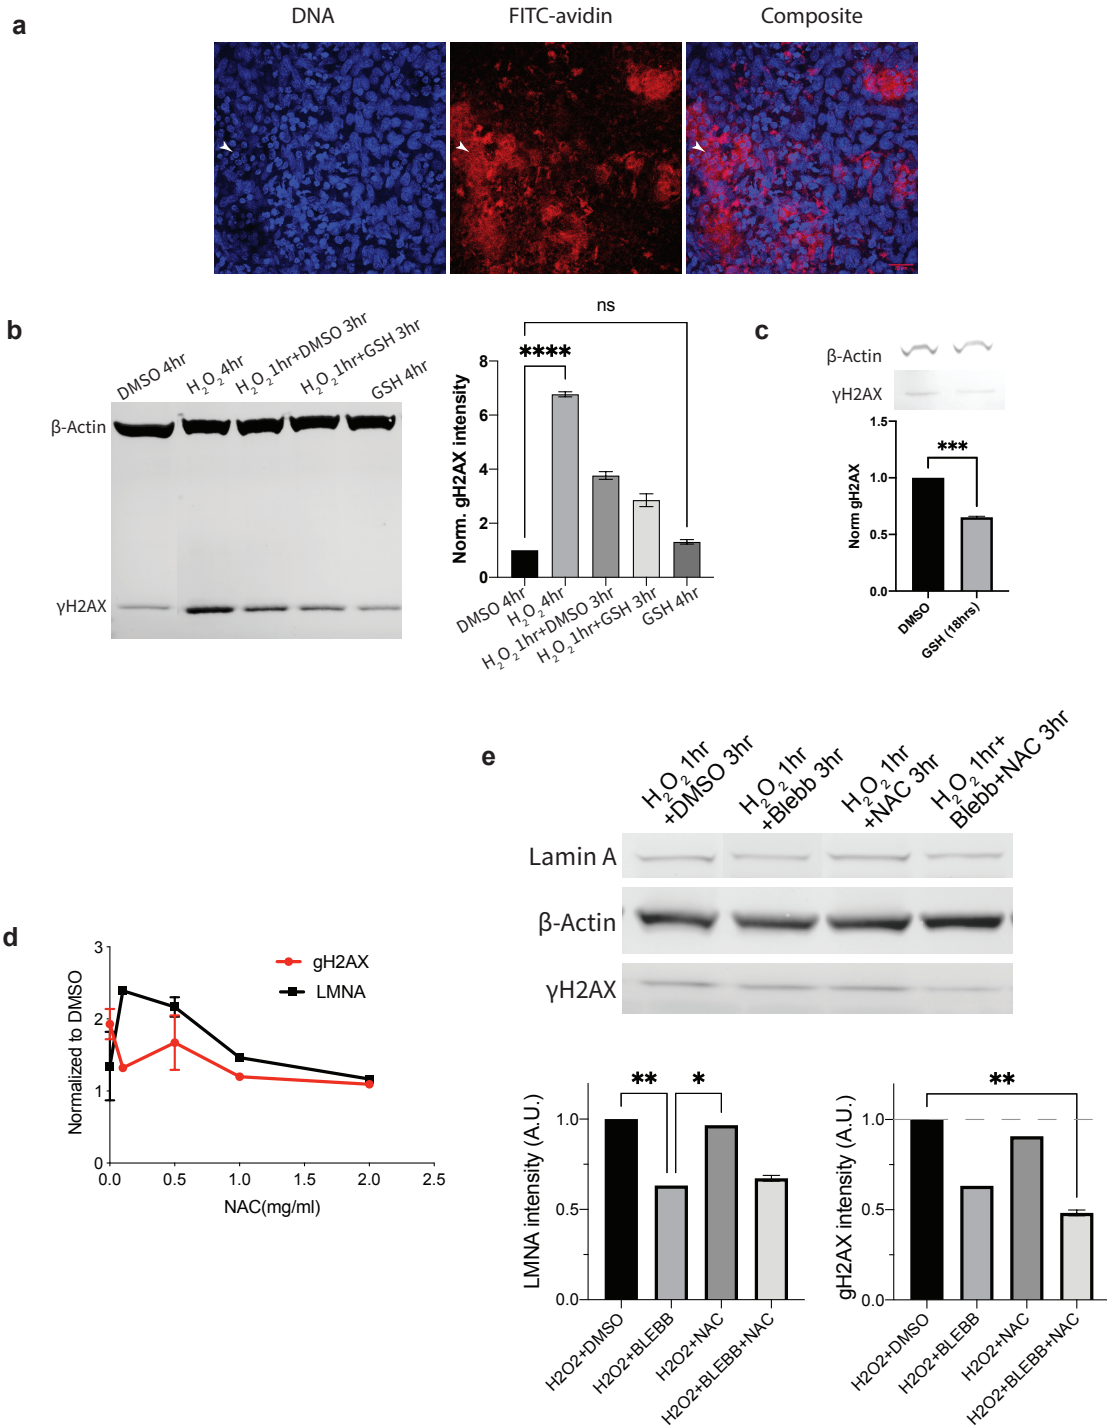 a
DNA
FITC-avidin
Composite
b
DMSO 4hr
H₂O₂ 4hr
H₂O₂ 1hr+DMSO 3hr
H₂O₂ 1hr+GSH 3hr
GSH 4hr
β-Actin
γH2AX
ns
****
Norm. gH2AX intensity
8
6
4
2
0
DMSO 4hr
H₂O₂ 4hr
H₂O₂ 1hr+DMSO 3hr
H₂O₂ 1hr+GSH 3hr
GSH 4hr
c
β-Actin
γH2AX
***
Norm gH2AX
1.5
1.0
0.5
0.0
DMSO
GSH (18hrs)
d
Normalized to DMSO
3
2
1
0
gH2AX
LMNA
0.0 0.5 1.0 1.5 2.0 2.5
NAC(mg/ml)
e
H₂O₂ 1hr
+DMSO 3hr
H₂O₂ 1hr
+Blebb 3hr
H₂O₂ 1hr
+NAC 3hr
H₂O₂ 1hr+
Blebb+NAC 3hr
Lamin A
β-Actin
γH2AX
** *
LMNA intensity (A.U.)
1.0
0.5
0.0
H2O2+DMSO
H2O2+BLEBB
H2O2+NAC
H2O2+BLEBB+NAC
**
gH2AX intensity (A.U.)
1.0
0.5
0.0
H2O2+DMSO
H2O2+BLEBB
H2O2+NAC
H2O2+BLEBB+NAC